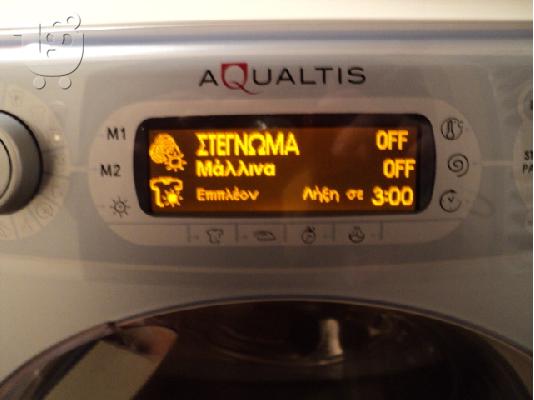 AQUALTIS
M1
ΣΤΕΓΝΩΜΑ OFF
M2
Μάλλινα OFF
Επιπλέον Λήξη σε 3:00